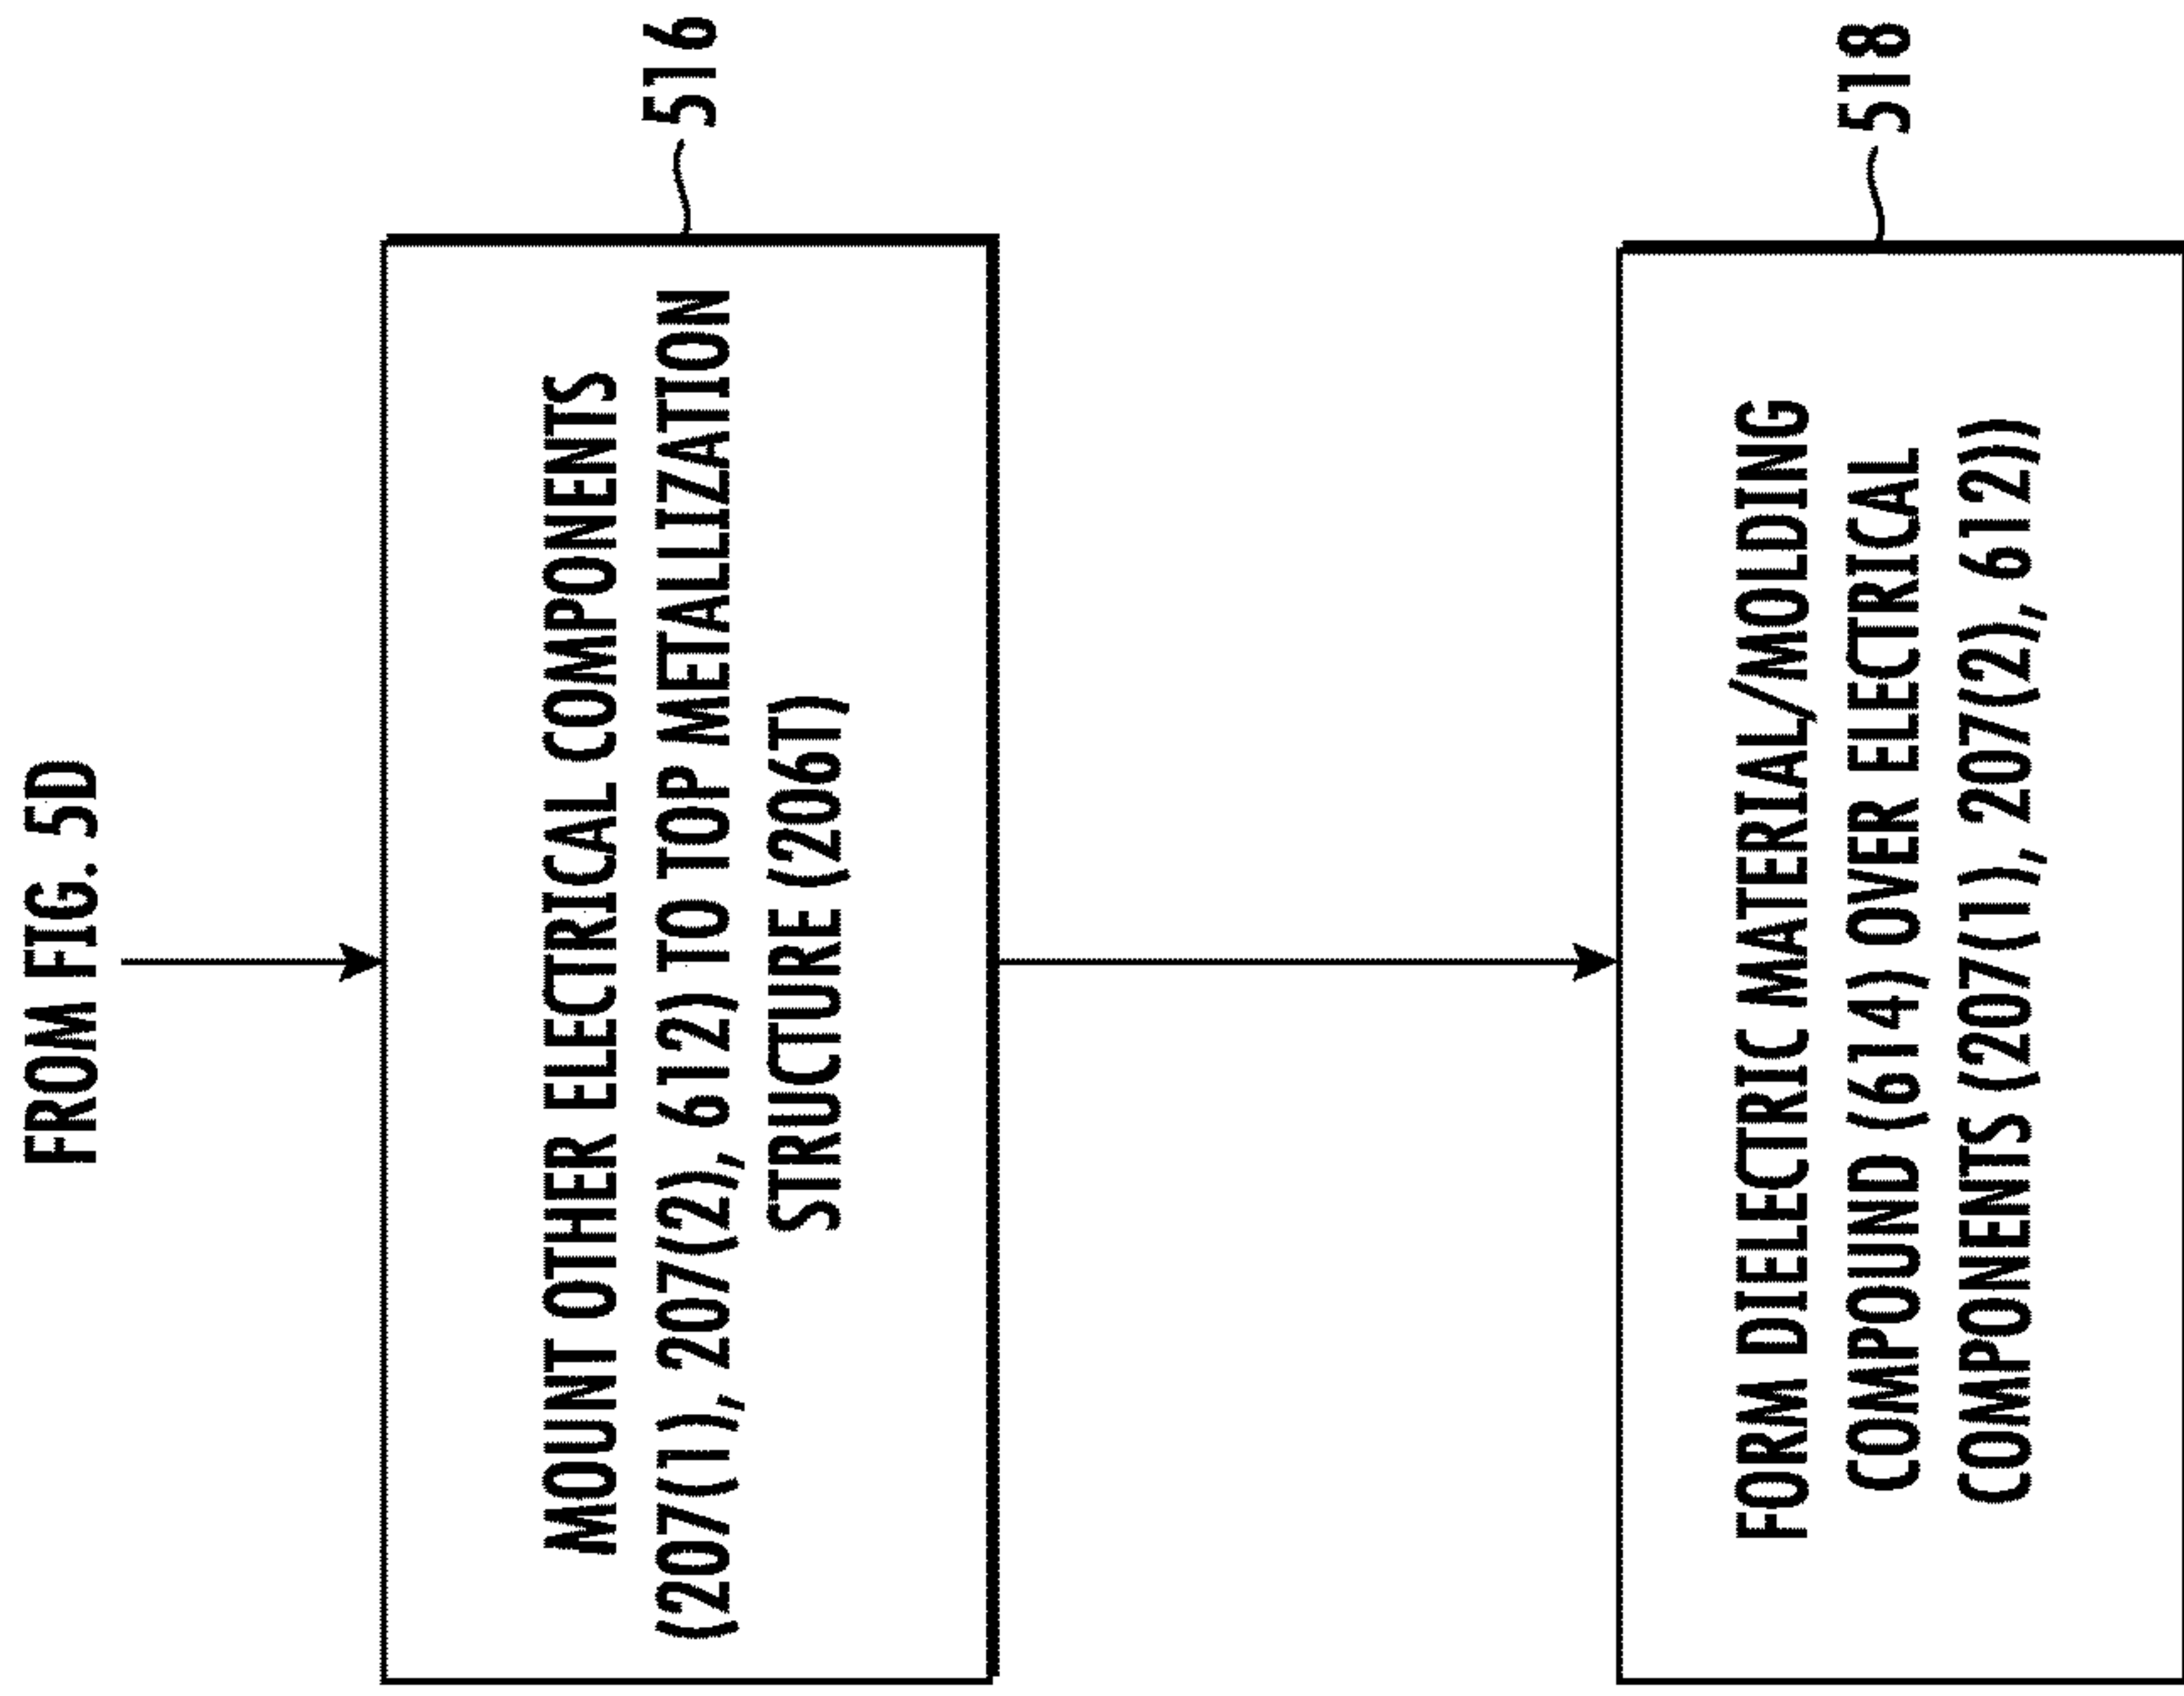 FROM FIG. 5D
516
MOUNT OTHER ELECTRICAL COMPONENTS
(207(1), 207(2), 612) TO TOP METALLIZATION
STRUCTURE (206T)
518
FORM DIELECTRIC MATERIAL/MOLDING
COMPOUND (614) OVER ELECTRICAL
COMPONENTS (207(1), 207(2), 612))